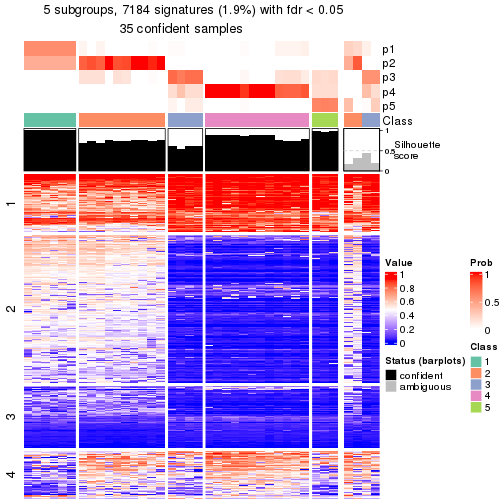 5 subgroups, 7184 signatures (1.9%) with fdr < 0.05
35 confident samples
p1
p2
p3
p4
p5
Class
1
0.5
0
Silhouette
score
1
2
3
4
Value
1
0.8
0.6
0.4
0.2
0
Prob
1
0.5
0
Status (barplots)
confident
ambiguous
Class
1
2
3
4
5